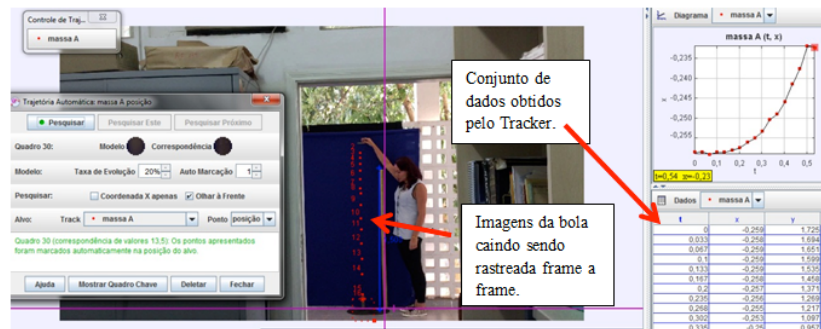 Controle de Traj...
massa A
Trajetória Automática: massa A posição
Pesquisar
Pesquisar Este
Pesquisar Próximo
Quadro 30:
Modelo
Correspondência
Modelo:
Taxa de Evolução
20%
Auto Marcação
1
Pesquisar:
Coordenada X apenas
Olhar à Frente
Alvo:
Track
massa A
Ponto
posição
Quadro 30 (correspondência de valores 13,5): Os pontos apresentados
foram marcados automaticamente na posição do alvo.
Ajuda
Mostrar Quadro Chave
Deletar
Fechar
Conjunto de
dados obtidos
pelo Tracker.
Imagens da bola
caindo sendo
rastreada frame a
frame.
Diagrama
massa A
massa A (t, x)
-0,235
-0,240
-0,245
-0,250
-0,255
x
0
0,1
0,2
0,3
0,4
0,5
t
t=0,54 x=-0,23
Dados
massa A
t x y
0 -0,259 1,725
0,033 -0,258 1,694
0,067 -0,259 1,651
0,1 -0,259 1,599
0,133 -0,259 1,535
0,167 -0,258 1,458
0,2 -0,257 1,371
0,235 -0,256 1,269
0,268 -0,255 1,217
0,302 -0,253 1,097
0,335 -0,25 0,957